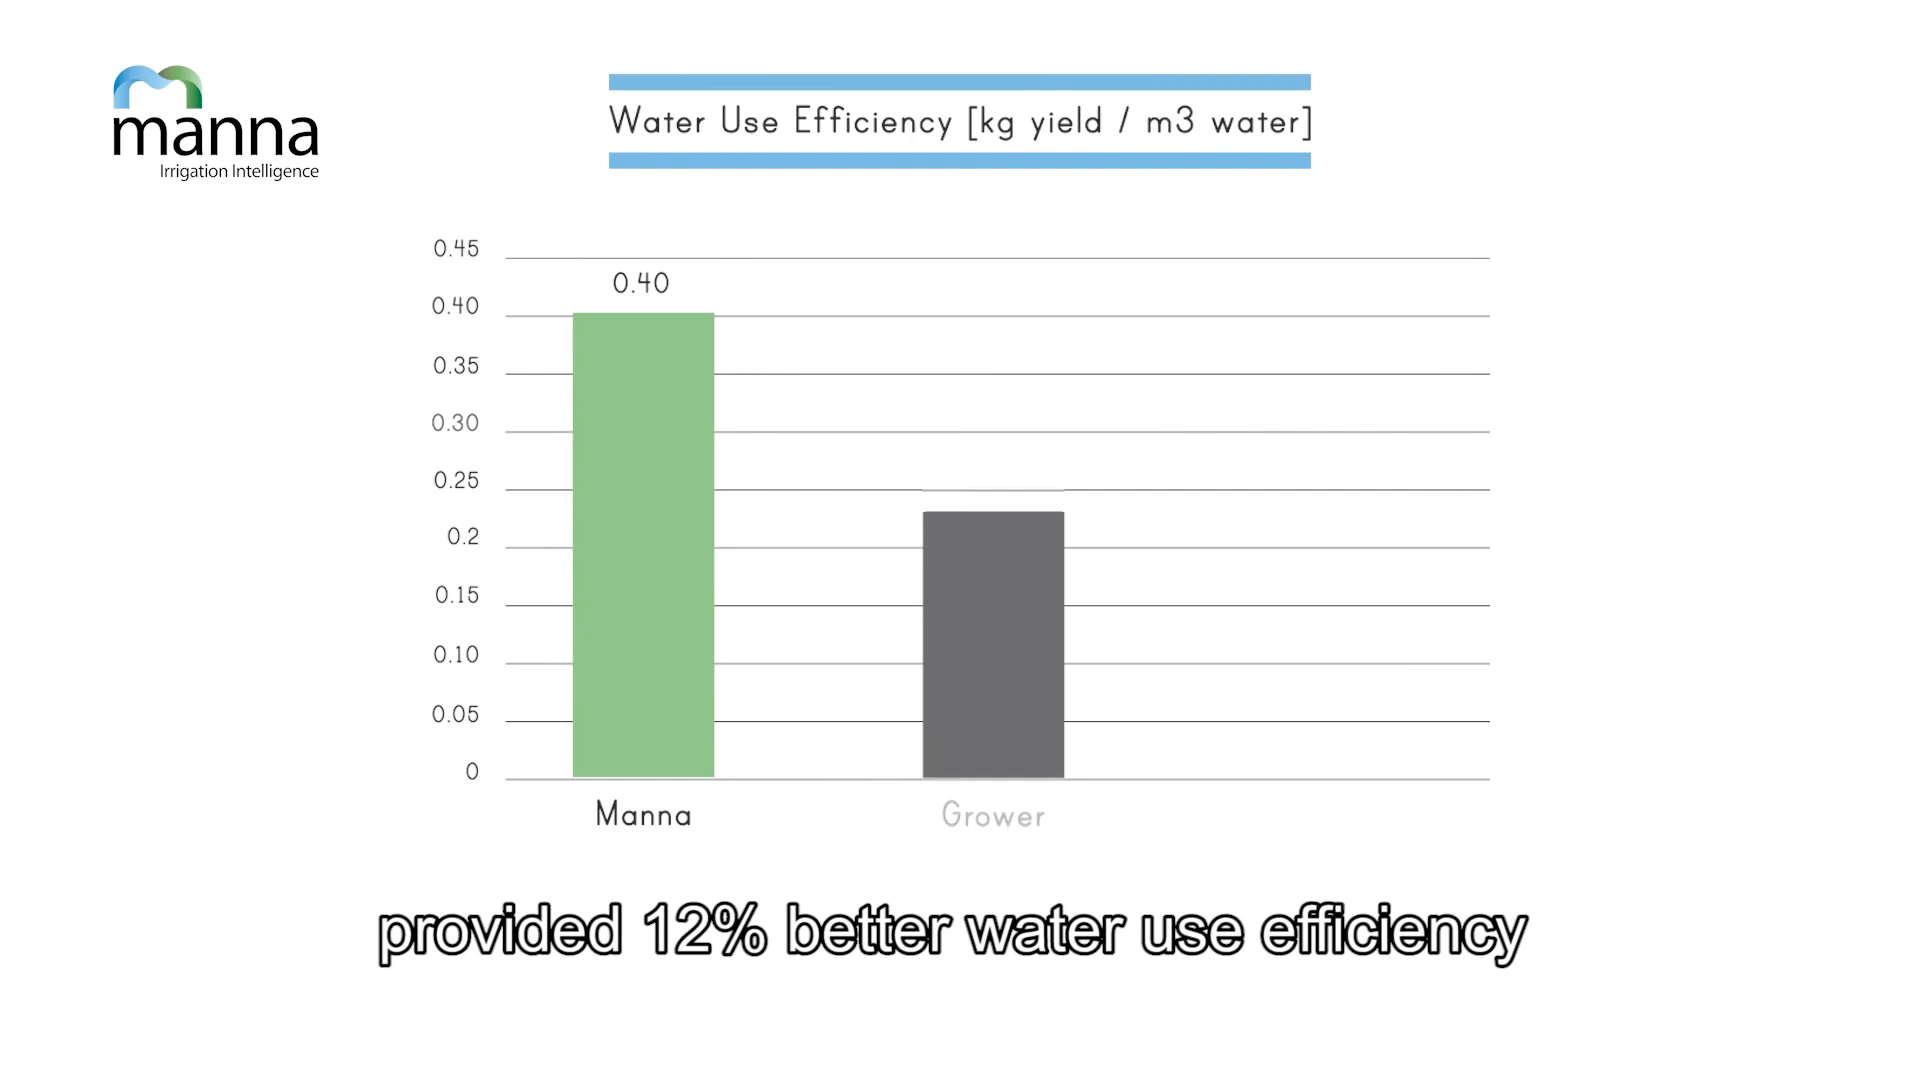 manna
Irrigation Intelligence
Water Use Efficiency [kg yield / m3 water]
0.45
0.40
0.40
0.35
0.30
0.25
0.2
0.15
0.10
0.05
0
Manna
Grower
provided 12% better water use efficiency